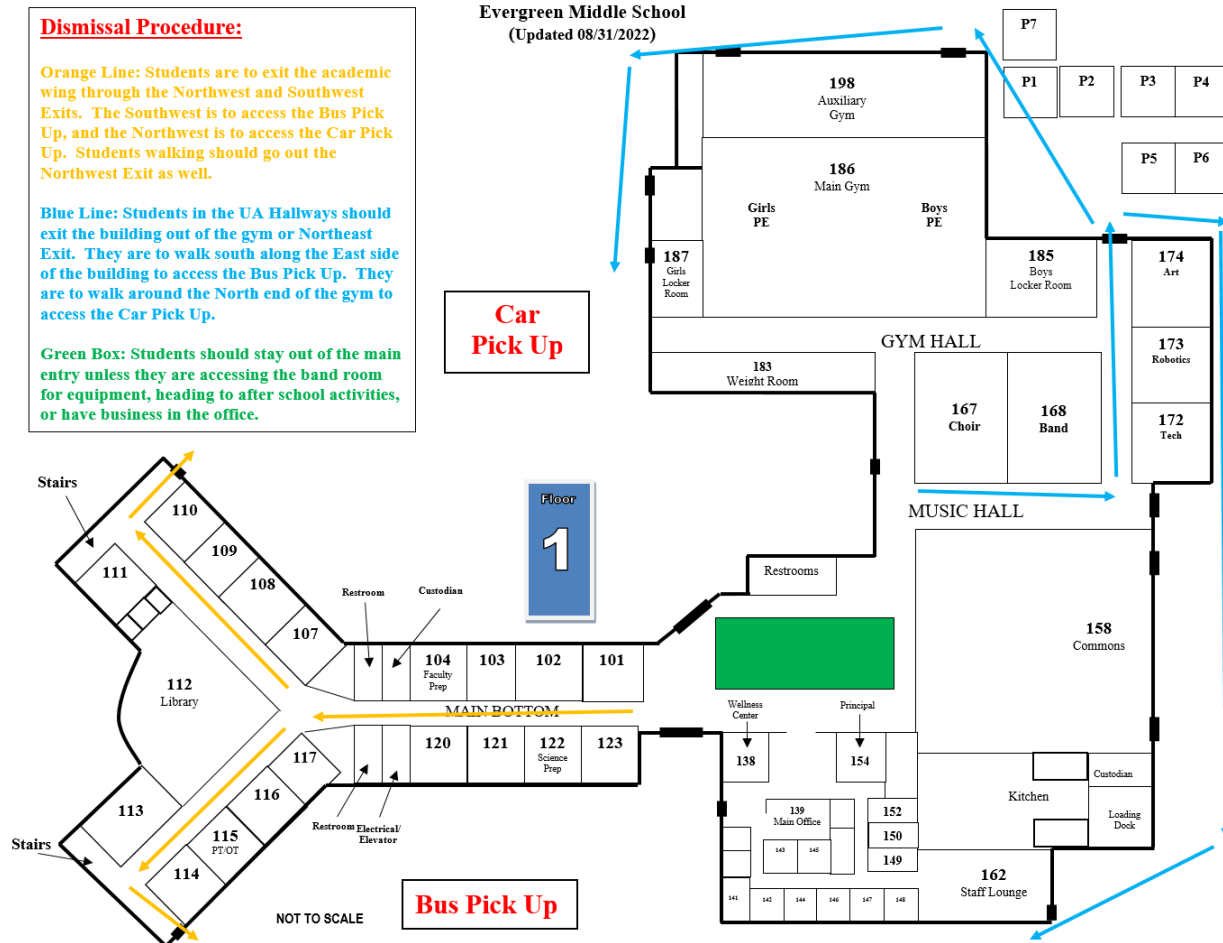 Evergreen Middle School
(Updated 08/31/2022)
Dismissal Procedure:
Orange Line: Students are to exit the academic
wing through the Northwest and Southwest
Exits. The Southwest is to access the Bus Pick
Up, and the Northwest is to access the Car Pick
Up. Students walking should go out the
Northwest Exit as well.
Blue Line: Students in the UA Hallways should
exit the building out of the gym or Northeast
Exit. They are to walk south along the East side
of the building to access the Bus Pick Up. They
are to walk around the North end of the gym to
access the Car Pick Up.
Green Box: Students should stay out of the main
entry unless they are accessing the band room
for equipment, heading to after school activities,
or have business in the office.
P7
P1
P2
P3
P4
P5
P6
198
Auxiliary
Gym
186
Main Gym
Girls
PE
Boys
PE
187
Girls
Locker
Room
185
Boys
Locker Room
174
Art
Car
Pick Up
GYM HALL
173
Robotics
183
Weight Room
167
Choir
168
Band
172
Tech
MUSIC HALL
Stairs
110
109
111
108
107
Floor
1
Restroom
Custodian
Restrooms
158
Commons
104
Faculty
Prep
103
102
101
112
Library
MAIN BOTTOM
Wellness
Center
Principal
120
121
122
Science
Prep
123
117
116
115
PT/OT
114
113
Stairs
Restroom
Electrical/
Elevator
138
154
Kitchen
Custodian
Loading
Dock
139
Main Office
152
150
149
143
145
162
Staff Lounge
141
142
144
146
147
148
NOT TO SCALE
Bus Pick Up